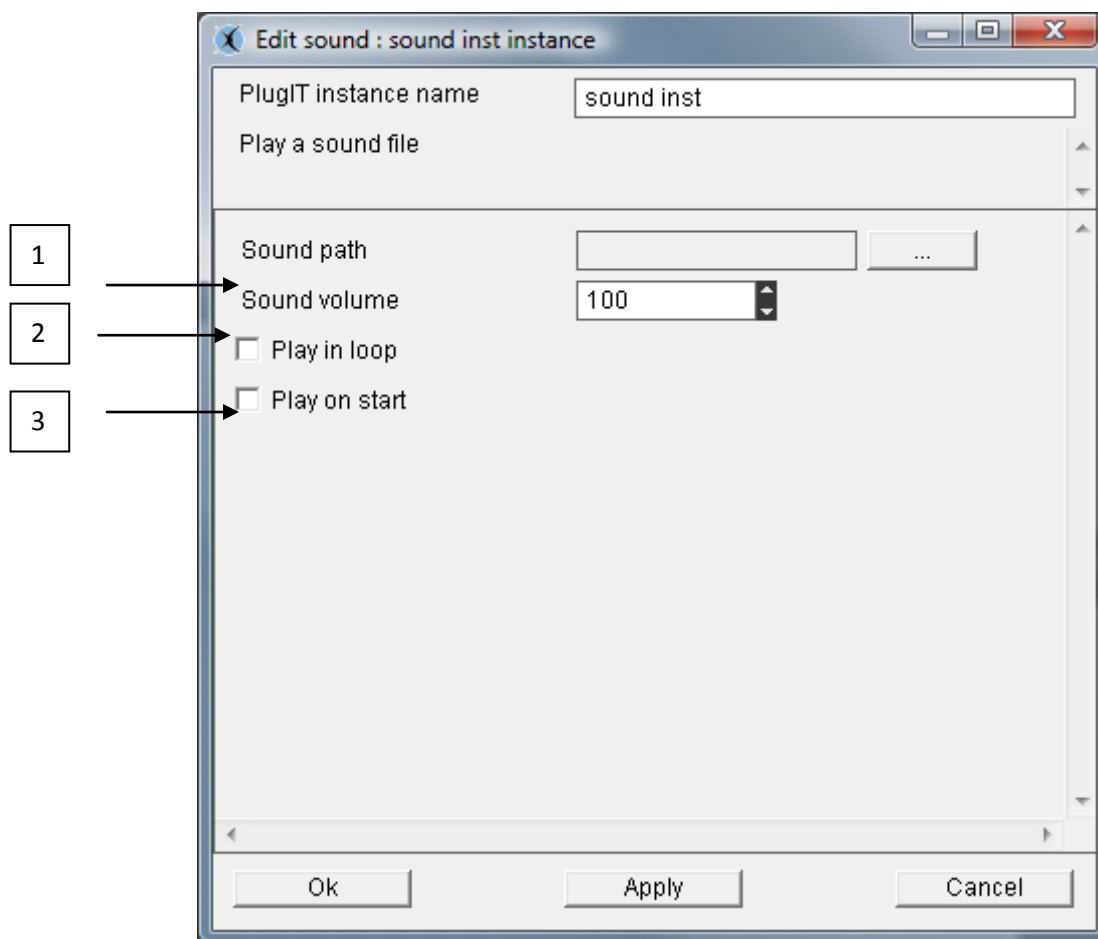 Edit sound : sound inst instance
PlugIT instance name sound inst
Play a sound file
1
Sound path ...
Sound volume 100
2
Play in loop
3
Play on start
Ok Apply Cancel